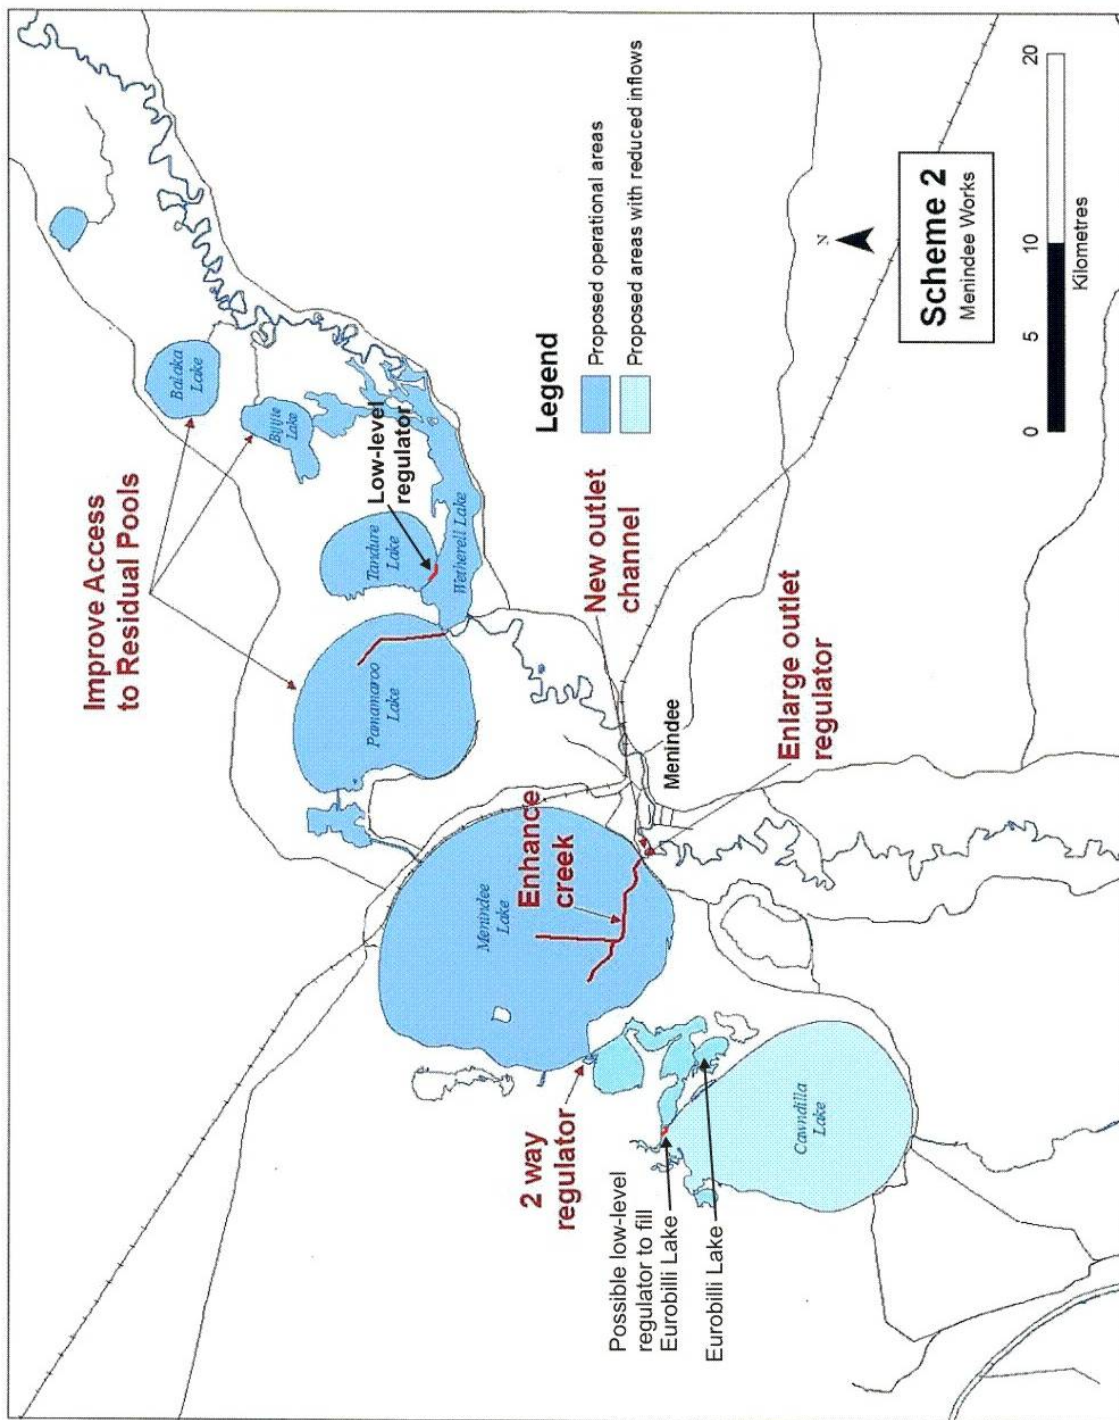 Improve Access
to Residual Pools
Balaka
Lake
Bijijie
Lake
Low-level
regulator
Tandure
Lake
Wetherell Lake
Pamamaroo
Lake
Menindee
Lake
Enhance
creek
2 way
regulator
Possible low-level
regulator to fill
Eurobilli Lake
Eurobilli Lake
Cawndilla
Lake
New outlet
channel
Menindee
Enlarge outlet
regulator
Legend
Proposed operational areas
Proposed areas with reduced inflows
N
Scheme 2
Menindee Works
0 5 10 20
Kilometres